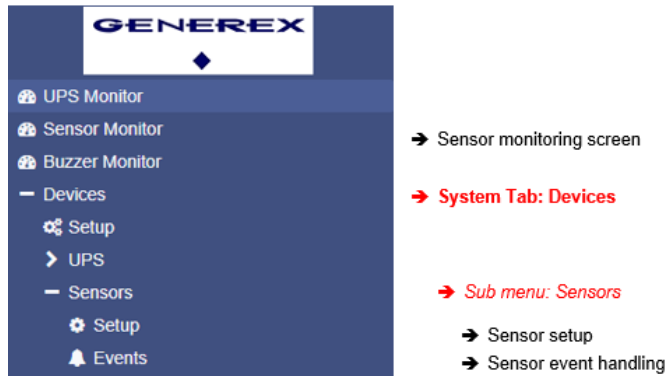 GENEREX
UPS Monitor
Sensor Monitor
➔ Sensor monitoring screen
Buzzer Monitor
Devices
➔ System Tab: Devices
Setup
UPS
Sensors
➔ Sub menu: Sensors
Setup
➔ Sensor setup
Events
➔ Sensor event handling